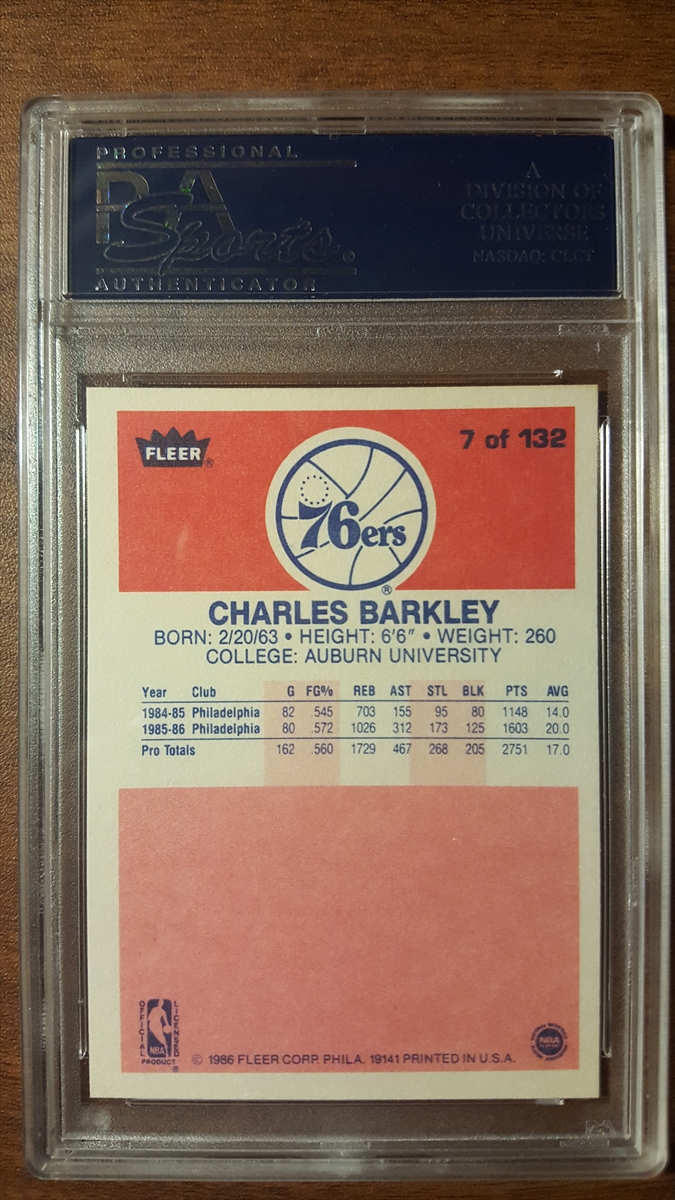 PROFESSIONAL
PSA
Sports®
AUTHENTICATOR
A
DIVISION OF
COLLECTORS
UNIVERSE
NASDAQ: CLCT
FLEER®
7 of 132
76ers®
CHARLES BARKLEY
BORN: 2/20/63 • HEIGHT: 6'6" • WEIGHT: 260
COLLEGE: AUBURN UNIVERSITY
Year Club G FG% REB AST STL BLK PTS AVG
1984-85 Philadelphia 82 .545 703 155 95 80 1148 14.0
1985-86 Philadelphia 80 .572 1026 312 173 125 1603 20.0
Pro Totals 162 .560 1729 467 268 205 2751 17.0
OFFICIAL
LICENSED
NBA
PRODUCT®
© 1986 FLEER CORP. PHILA. 19141 PRINTED IN U.S.A.
NBA